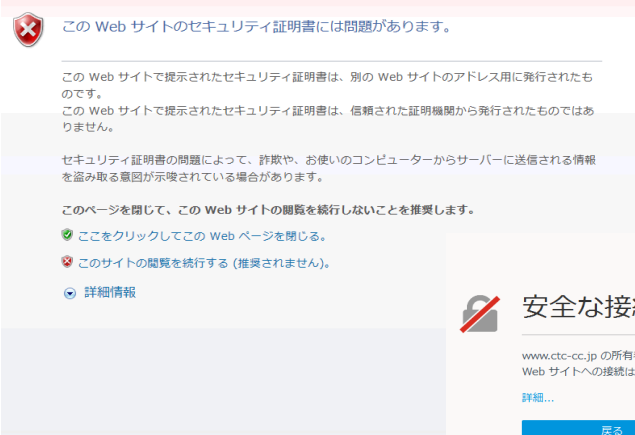 この Web サイトのセキュリティ証明書には問題があります。
この Web サイトで提示されたセキュリティ証明書は、別の Web サイトのアドレス用に発行されたも
のです。
この Web サイトで提示されたセキュリティ証明書は、信頼された証明機関から発行されたものではあ
りません。
セキュリティ証明書の問題によって、詐欺や、お使いのコンピューターからサーバーに送信される情報
を盗み取る意図が示唆されている場合があります。
このページを閉じて、この Web サイトの閲覧を続行しないことを推奨します。
ここをクリックしてこの Web ページを閉じる。
このサイトの閲覧を続行する (推奨されません)。
詳細情報
安全な接続
www.ctc-cc.jp の所有
Web サイトへの接続は
詳細...
戻る